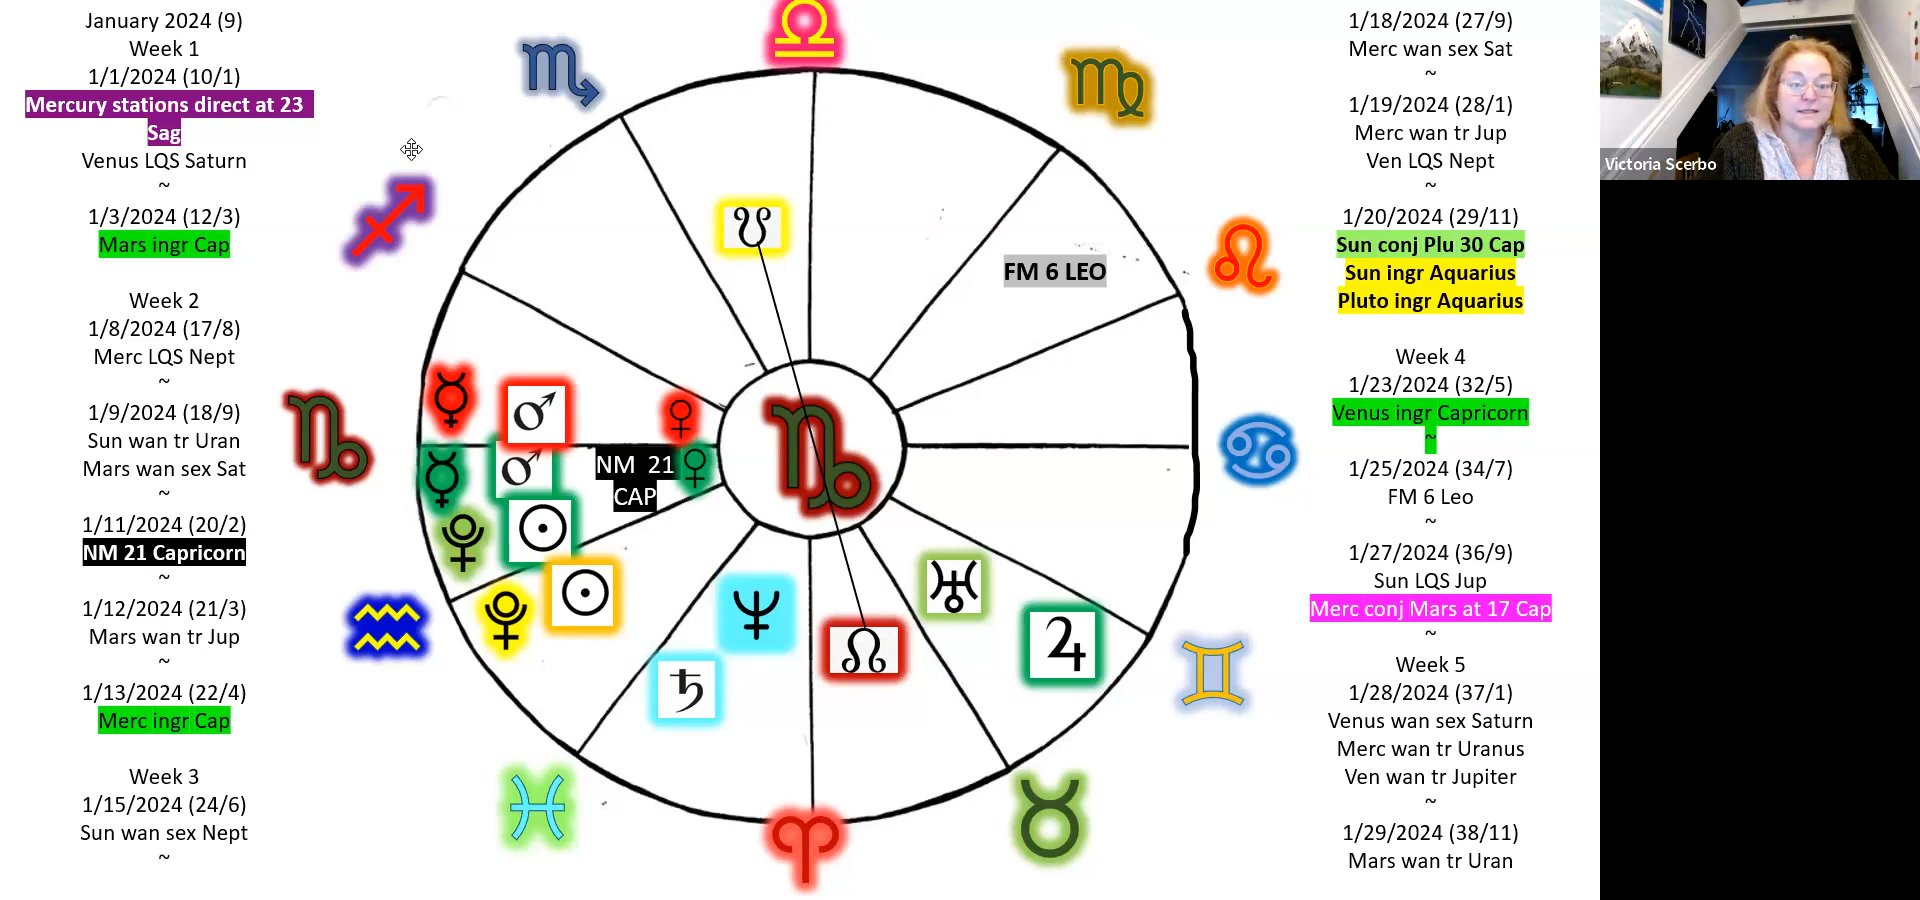 January 2024 (9)
Week 1
1/1/2024 (10/1)
Mercury stations direct at 23
Sag
Venus LQS Saturn
~
1/3/2024 (12/3)
Mars ingr Cap
Week 2
1/8/2024 (17/8)
Merc LQS Nept
~
1/9/2024 (18/9)
Sun wan tr Uran
Mars wan sex Sat
~
1/11/2024 (20/2)
NM 21 Capricorn
~
1/12/2024 (21/3)
Mars wan tr Jup
~
1/13/2024 (22/4)
Merc ingr Cap
Week 3
1/15/2024 (24/6)
Sun wan sex Nept
~
FM 6 LEO
NM 21
CAP
1/18/2024 (27/9)
Merc wan sex Sat
~
1/19/2024 (28/1)
Merc wan tr Jup
Ven LQS Nept
~
1/20/2024 (29/11)
Sun conj Plu 30 Cap
Sun ingr Aquarius
Pluto ingr Aquarius
Week 4
1/23/2024 (32/5)
Venus ingr Capricorn
~
1/25/2024 (34/7)
FM 6 Leo
~
1/27/2024 (36/9)
Sun LQS Jup
Merc conj Mars at 17 Cap
~
Week 5
1/28/2024 (37/1)
Venus wan sex Saturn
Merc wan tr Uranus
Ven wan tr Jupiter
~
1/29/2024 (38/11)
Mars wan tr Uran
Victoria Scerbo